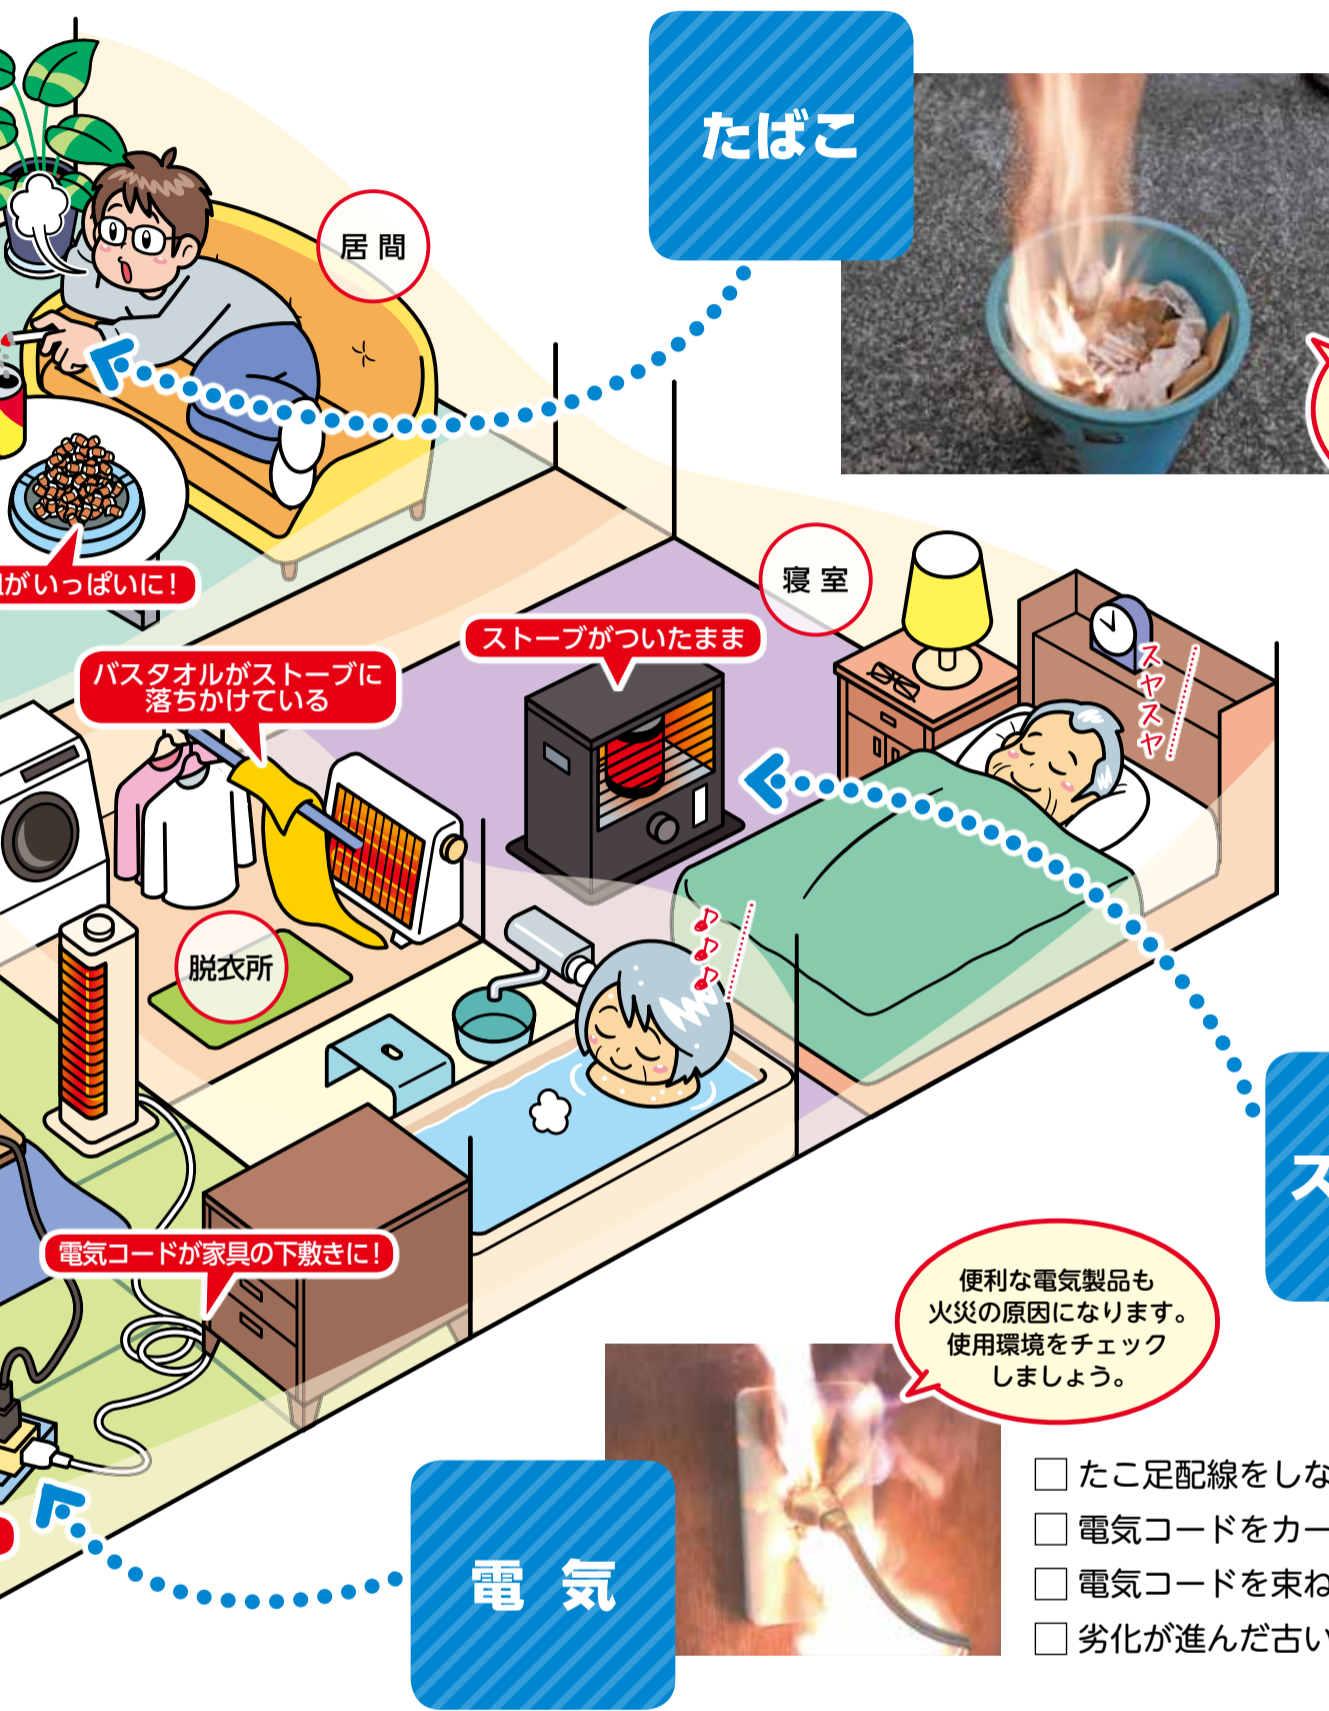 たばこ
居間
がいっぱいに!
寝室
ストーブがついたまま
バスタオルがストーブに
落ちかけている
スヤスヤ
脱衣所
電気コードが家具の下敷きに!
ス
便利な電気製品も
火災の原因になります。
使用環境をチェック
しましょう。
電気
□ たこ足配線をしな
□ 電気コードをカー
□ 電気コードを束ね
□ 劣化が進んだ古い